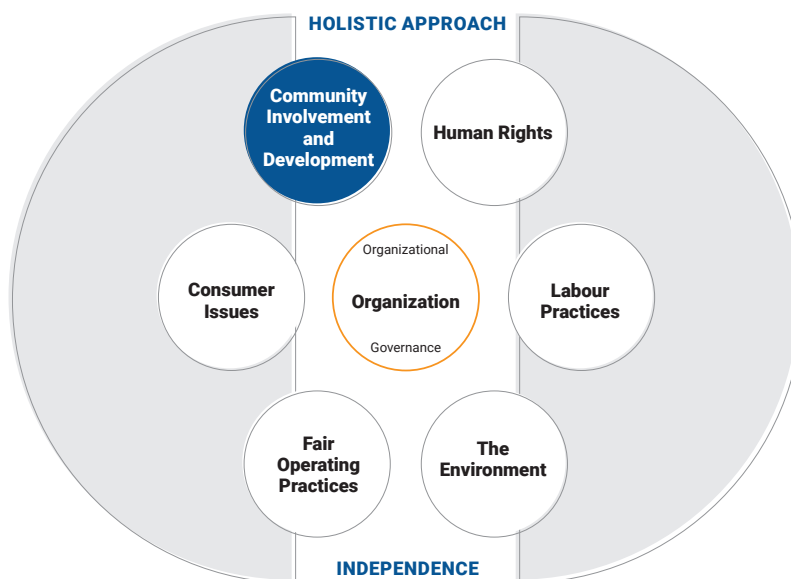 HOLISTIC APPROACH
Community
Involvement
and
Development
Human Rights
Consumer
Issues
Organizational
Organization
Governance
Labour
Practices
Fair
Operating
Practices
The
Environment
INDEPENDENCE